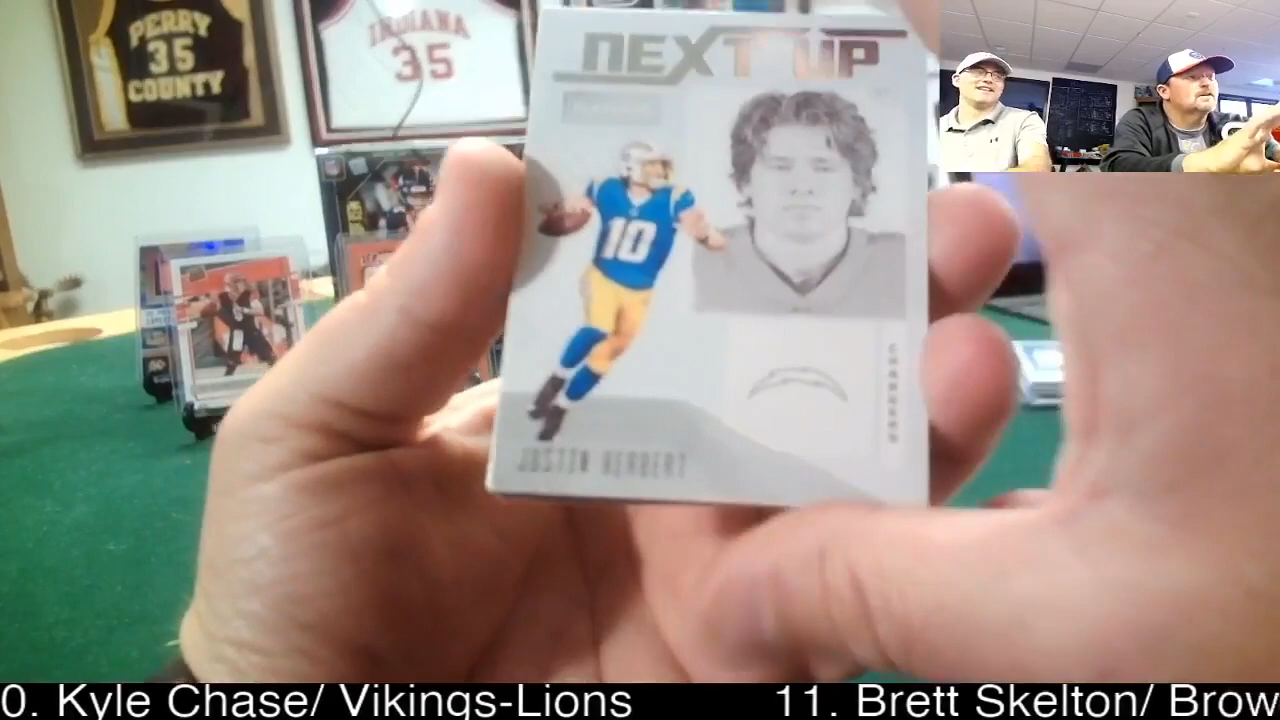 PERRY
35
COUNTY
INDIANA
35
NEXT UP
10
CHARGERS
JUSTIN HERBERT
0. Kyle Chase/ Vikings-Lions
11. Brett Skelton/ Brow